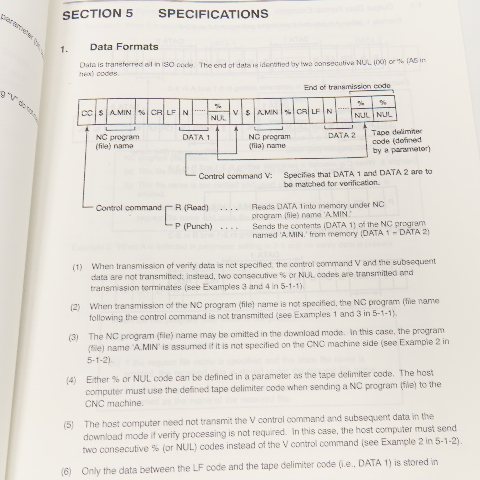 parameter
SECTION 5 SPECIFICATIONS
1. Data Formats
Data is transferred all in ISO code. The end of data is identified by two consecutive NUL (00) or % (A5 in
hex) codes.
End of transmission code
CC $ A.MIN % CR LF N ...... % NUL V $ A.MIN % CR LF N ...... % NUL % NUL
NC program (file) name
DATA 1
NC program (file) name
DATA 2
Tape delimiter code (defined by a parameter)
Control command V: Specifies that DATA 1 and DATA 2 are to
be matched for verification.
Control command R (Read) .... Reads DATA 1into memory under NC
program (file) name 'A.MIN.'
P (Punch) .... Sends the contents (DATA 1) of the NC program
named 'A.MIN.' from memory (DATA 1 = DATA 2)
(1) When transmission of verify data is not specified, the control command V and the subsequent
data are not transmitted; instead, two consecutive % or NUL codes are transmitted and
transmission terminates (see Examples 3 and 4 in 5-1-1).
(2) When transmission of the NC program (file) name is not specified, the NC program (file name
following the control command is not transmitted (see Examples 1 and 3 in 5-1-1).
(3) The NC program (file) name may be omitted in the download mode. In this case, the program
(file) name 'A.MIN' is assumed if it is not specified on the CNC machine side (see Example 2 in
5-1-2).
(4) Either % or NUL code can be defined in a parameter as the tape delimiter code. The host
computer must use the defined tape delimiter code when sending a NC program (file) to the
CNC machine.
(5) The host computer need not transmit the V control command and subsequent data in the
download mode if verify processing is not required. In this case, the host computer must send
two consecutive % (or NUL) codes instead of the V control command (see Example 2 in 5-1-2).
(6) Only the data between the LF code and the tape delimiter code (i.e., DATA 1) is stored in